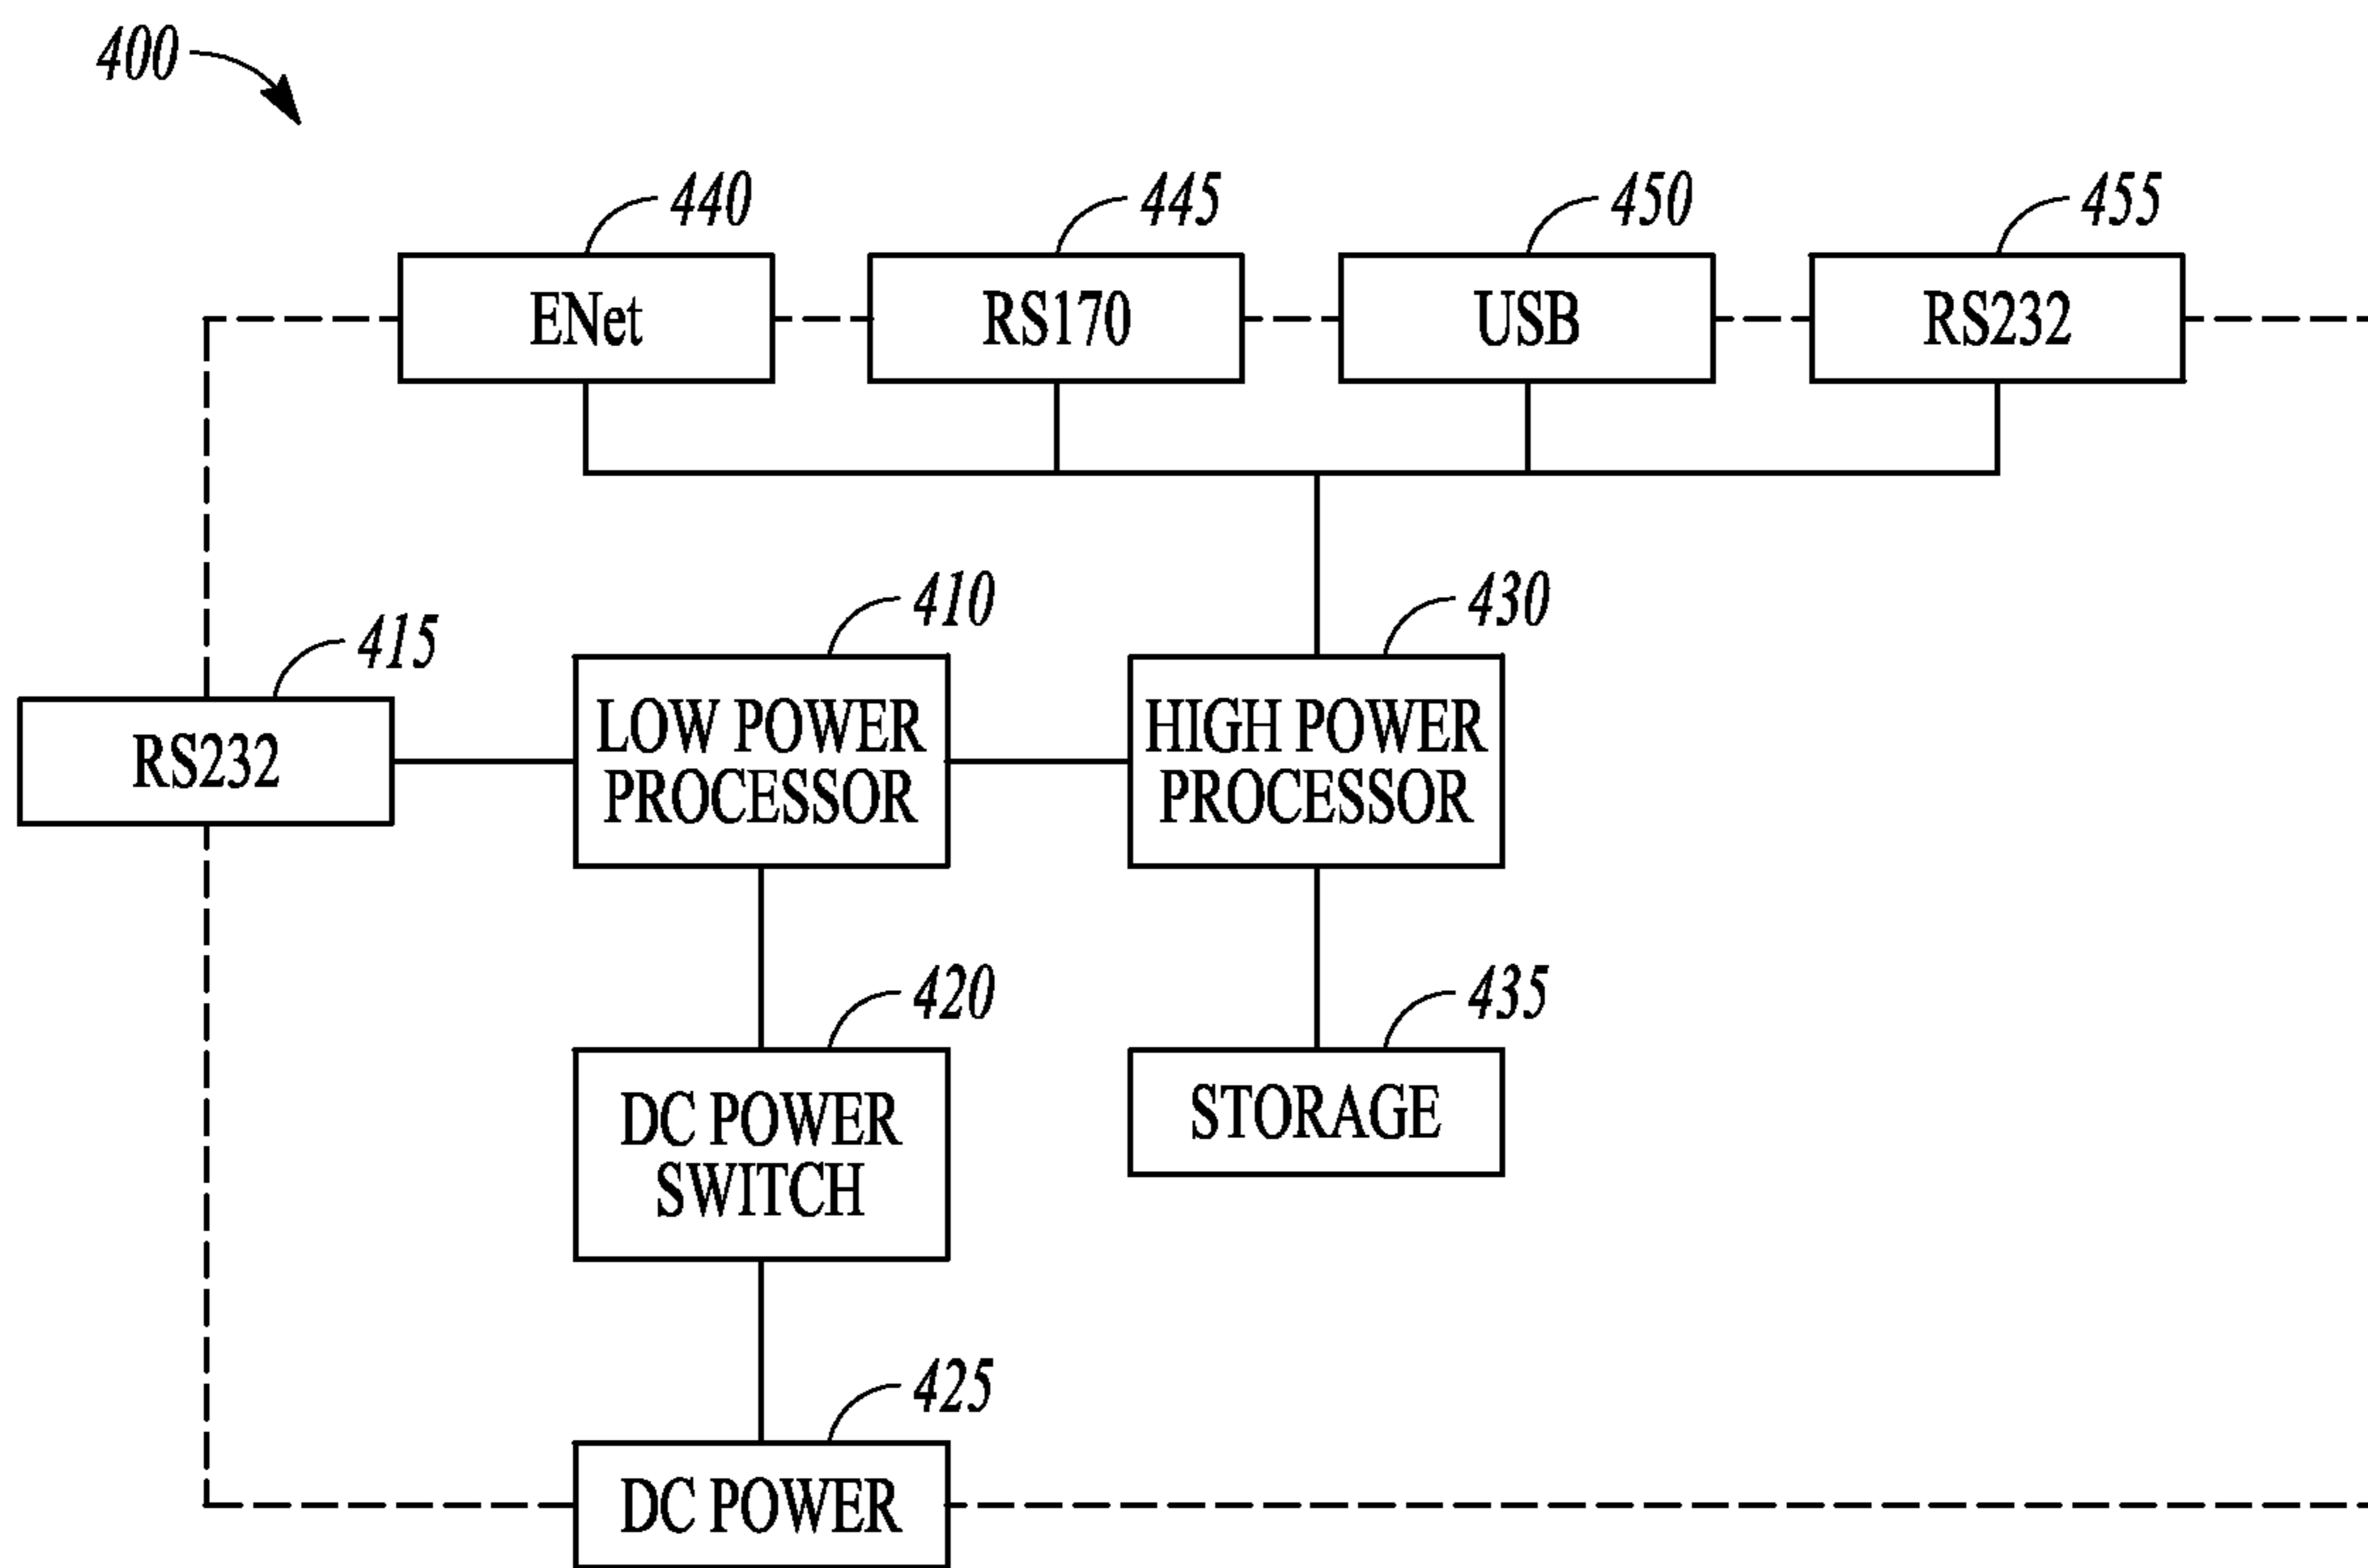 400
440
445
450
455
ENet
RS170
USB
RS232
410
430
415
LOW POWER
PROCESSOR
HIGH POWER
PROCESSOR
RS232
420
435
DC POWER
SWITCH
STORAGE
425
DC POWER